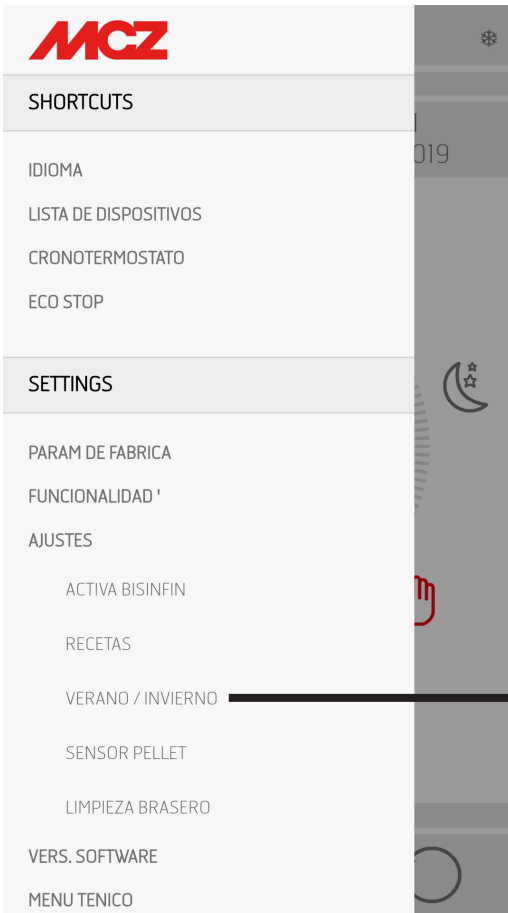 MCZ
SHORTCUTS
IDIOMA
LISTA DE DISPOSITIVOS
CRONOTERMOSTATO
ECO STOP
SETTINGS
PARAM DE FABRICA
FUNCIONALIDAD '
AJUSTES
ACTIVA BISINFIN
RECETAS
VERANO / INVIERNO
SENSOR PELLET
LIMPIEZA BRASERO
VERS. SOFTWARE
MENU TENICO